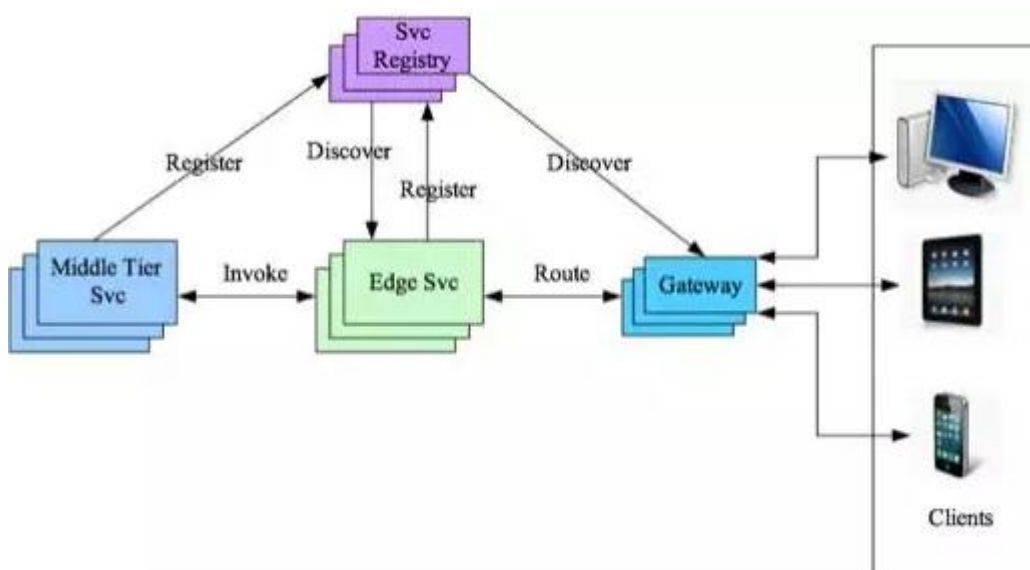 Svc
Registry
Register
Discover
Register
Discover
Middle Tier
Svc
Invoke
Edge Svc
Route
Gateway
Clients